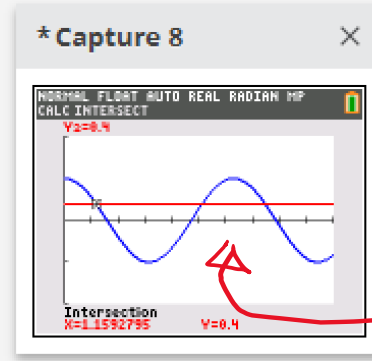 * Capture 8
NORMAL FLOAT AUTO REAL RADIAN MP
CALC INTERSECT
Y2=0.4
Intersection
X=1.1592795 Y=0.4